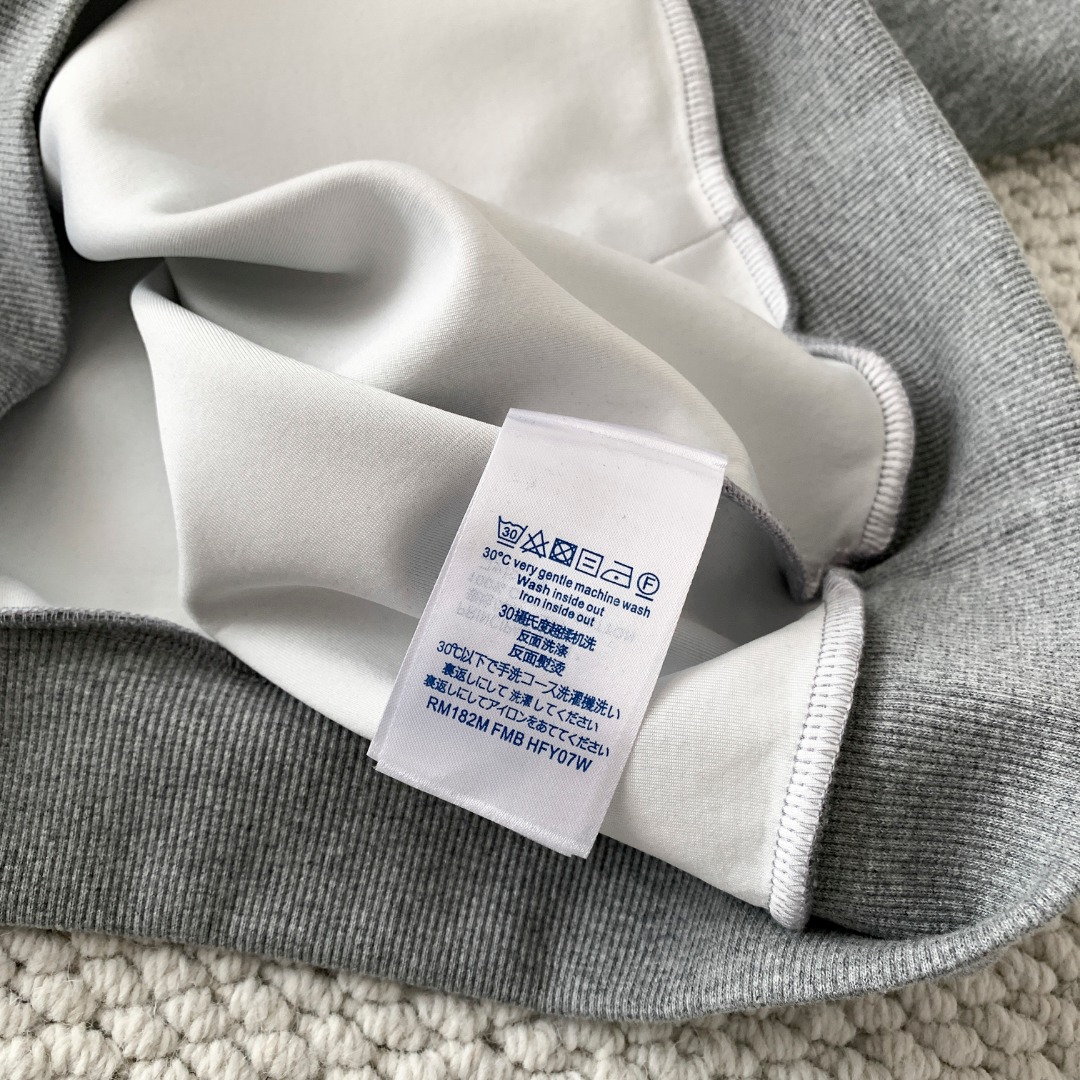 30
F
30°C very gentle machine wash
Wash inside out
Iron inside out
30摄氏度超揉机洗
反面洗涤
反面熨烫
30℃以下で手洗コース洗濯機洗い
裏返しにして 洗濯してください
裏返しにしてアイロンをあててください
RM182M FMB HFY07W